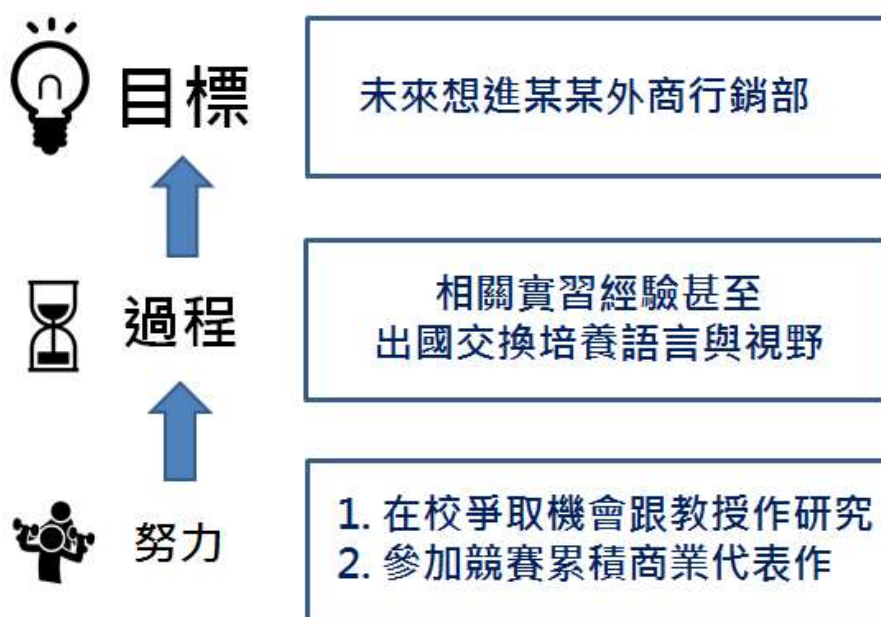 目標
未來想進某某外商行銷部
過程
相關實習經驗甚至
出國交換培養語言與視野
努力
1. 在校爭取機會跟教授作研究
2. 參加競賽累積商業代表作